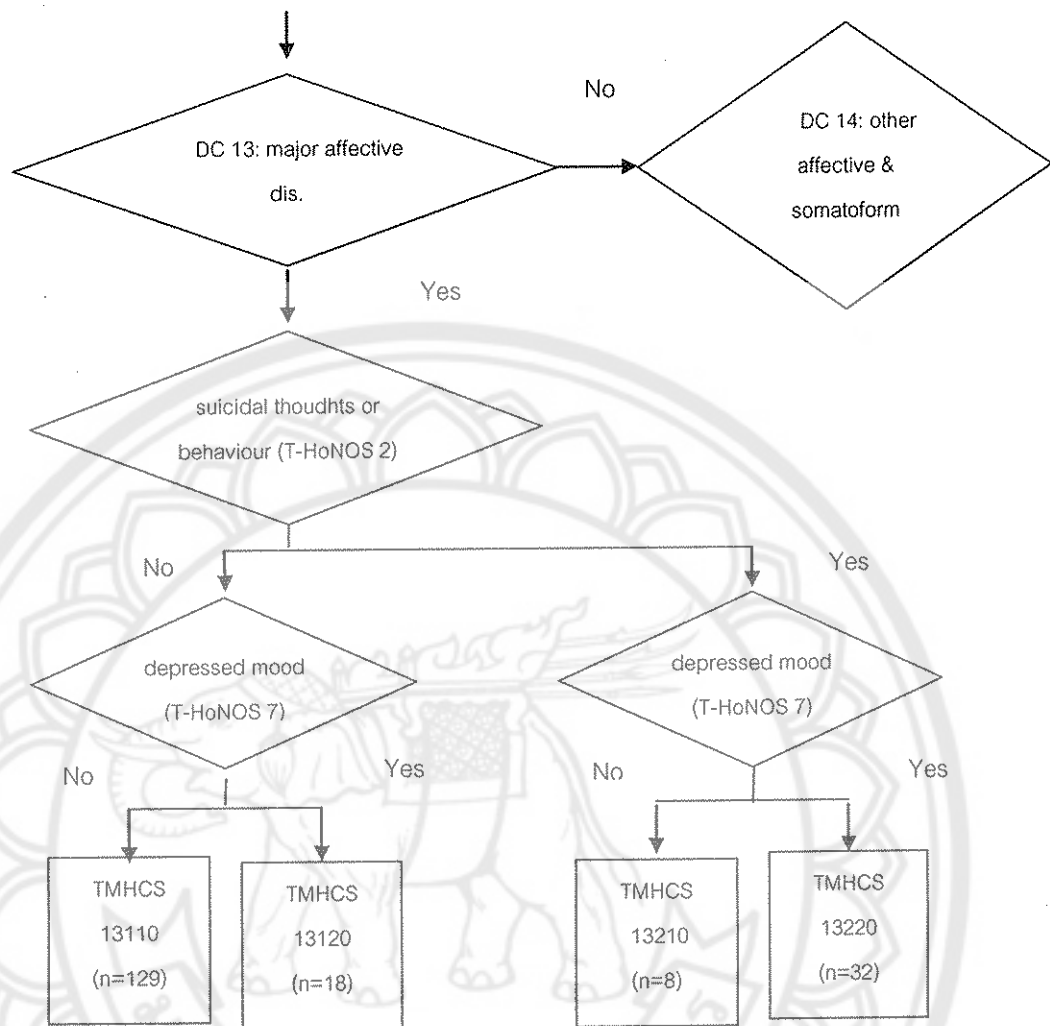 No
DC 13: major affective
dis.
DC 14: other
affective &
somatoform
Yes
suicidal thoudhts or
behaviour (T-HoNOS 2)
No
Yes
depressed mood
(T-HoNOS 7)
depressed mood
(T-HoNOS 7)
No
Yes
No
Yes
TMHCS
13110
(n=129)
TMHCS
13120
(n=18)
TMHCS
13210
(n=8)
TMHCS
13220
(n=32)